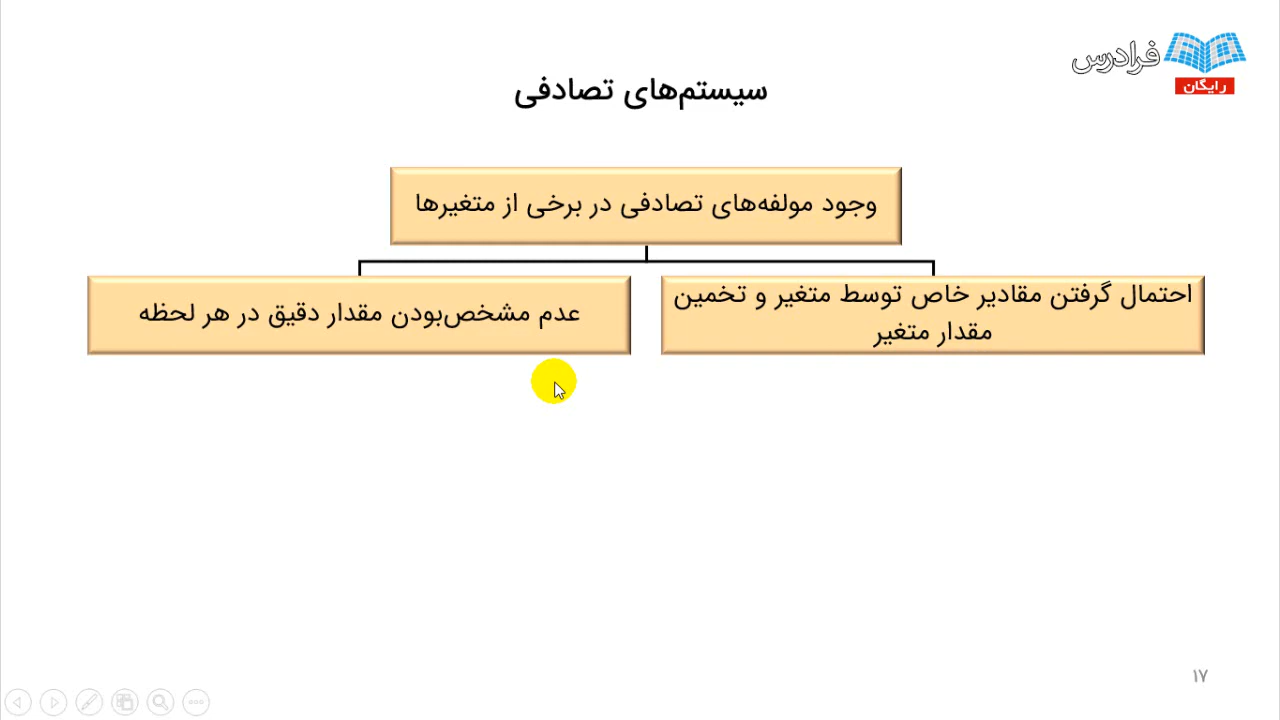 فرادرس
رایگان
سیستم‌های تصادفی
وجود مولفه‌های تصادفی در برخی از متغیرها
احتمال گرفتن مقادیر خاص توسط متغیر و تخمین
مقدار متغیر
عدم مشخص‌بودن مقدار دقیق در هر لحظه
۱۷